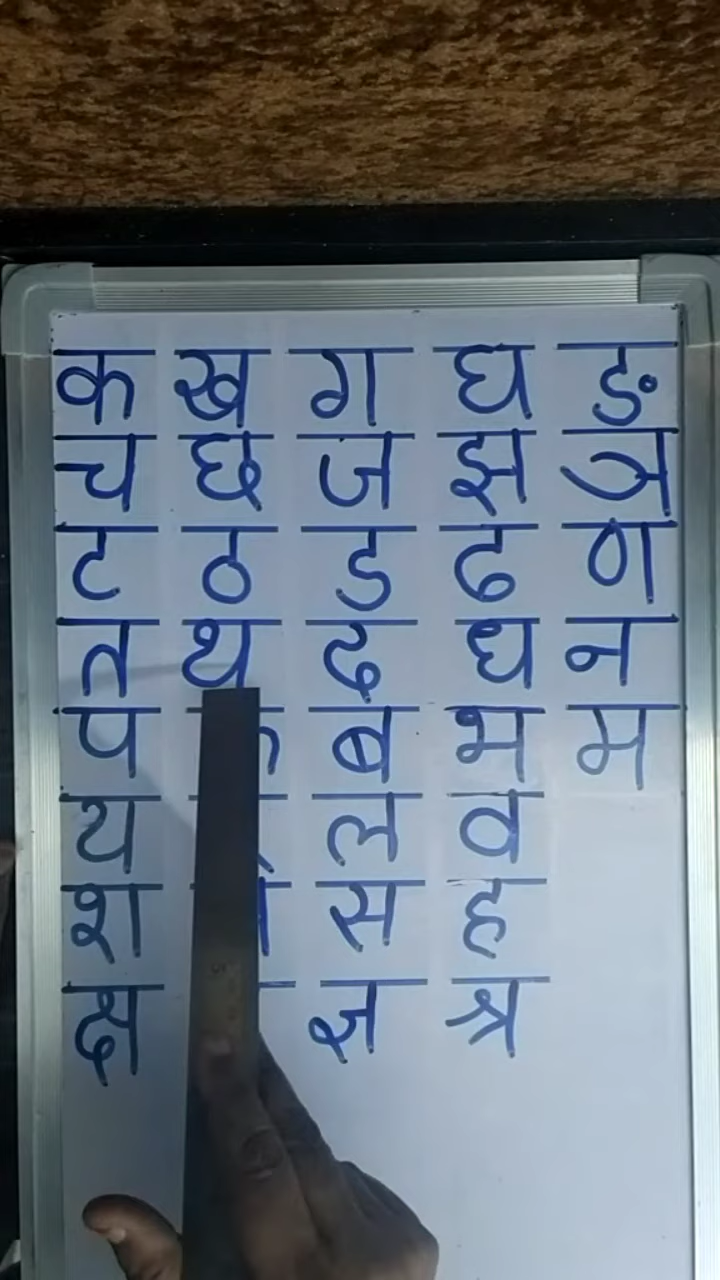 क ख ग घ ङ
च छ ज झ ञ
ट ठ ड ढ ण
त थ द ध न
प ब भ म
य ल व
श स ह
क्ष ज्ञ श्र